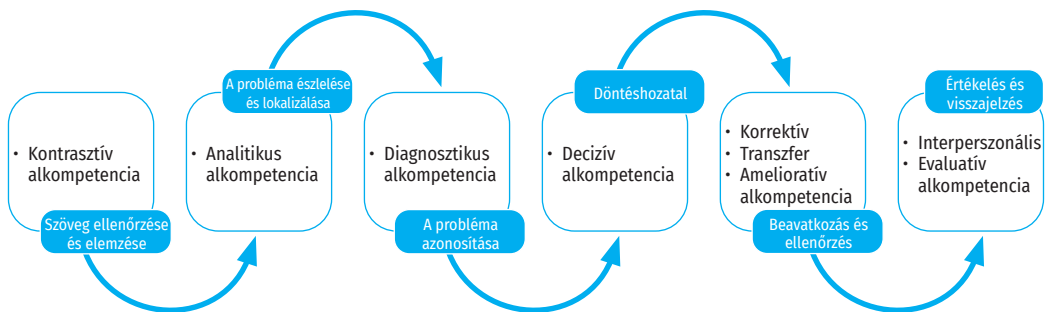 • Kontrasztív
alkompetencia
Szöveg ellenőrzése
és elemzése
A probléma észlelése
és lokalizálása
• Analitikus
alkompetencia
• Diagnosztikus
alkompetencia
A probléma
azonosítása
Döntéshozatal
• Decizív
alkompetencia
• Korrektív
• Transzfer
• Amelioratív
alkompetencia
Beavatkozás és
ellenőrzés
Értékelés és
visszajelzés
• Interperszonális
• Evaluatív
alkompetencia